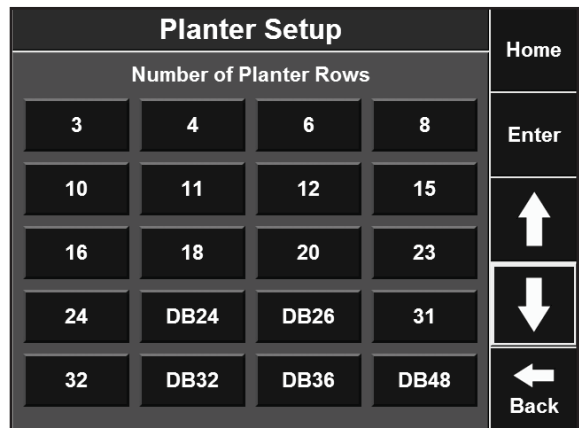 Planter Setup
Number of Planter Rows
3 4 6 8
10 11 12 15
16 18 20 23
24 DB24 DB26 31
32 DB32 DB36 DB48
Home
Enter
Back